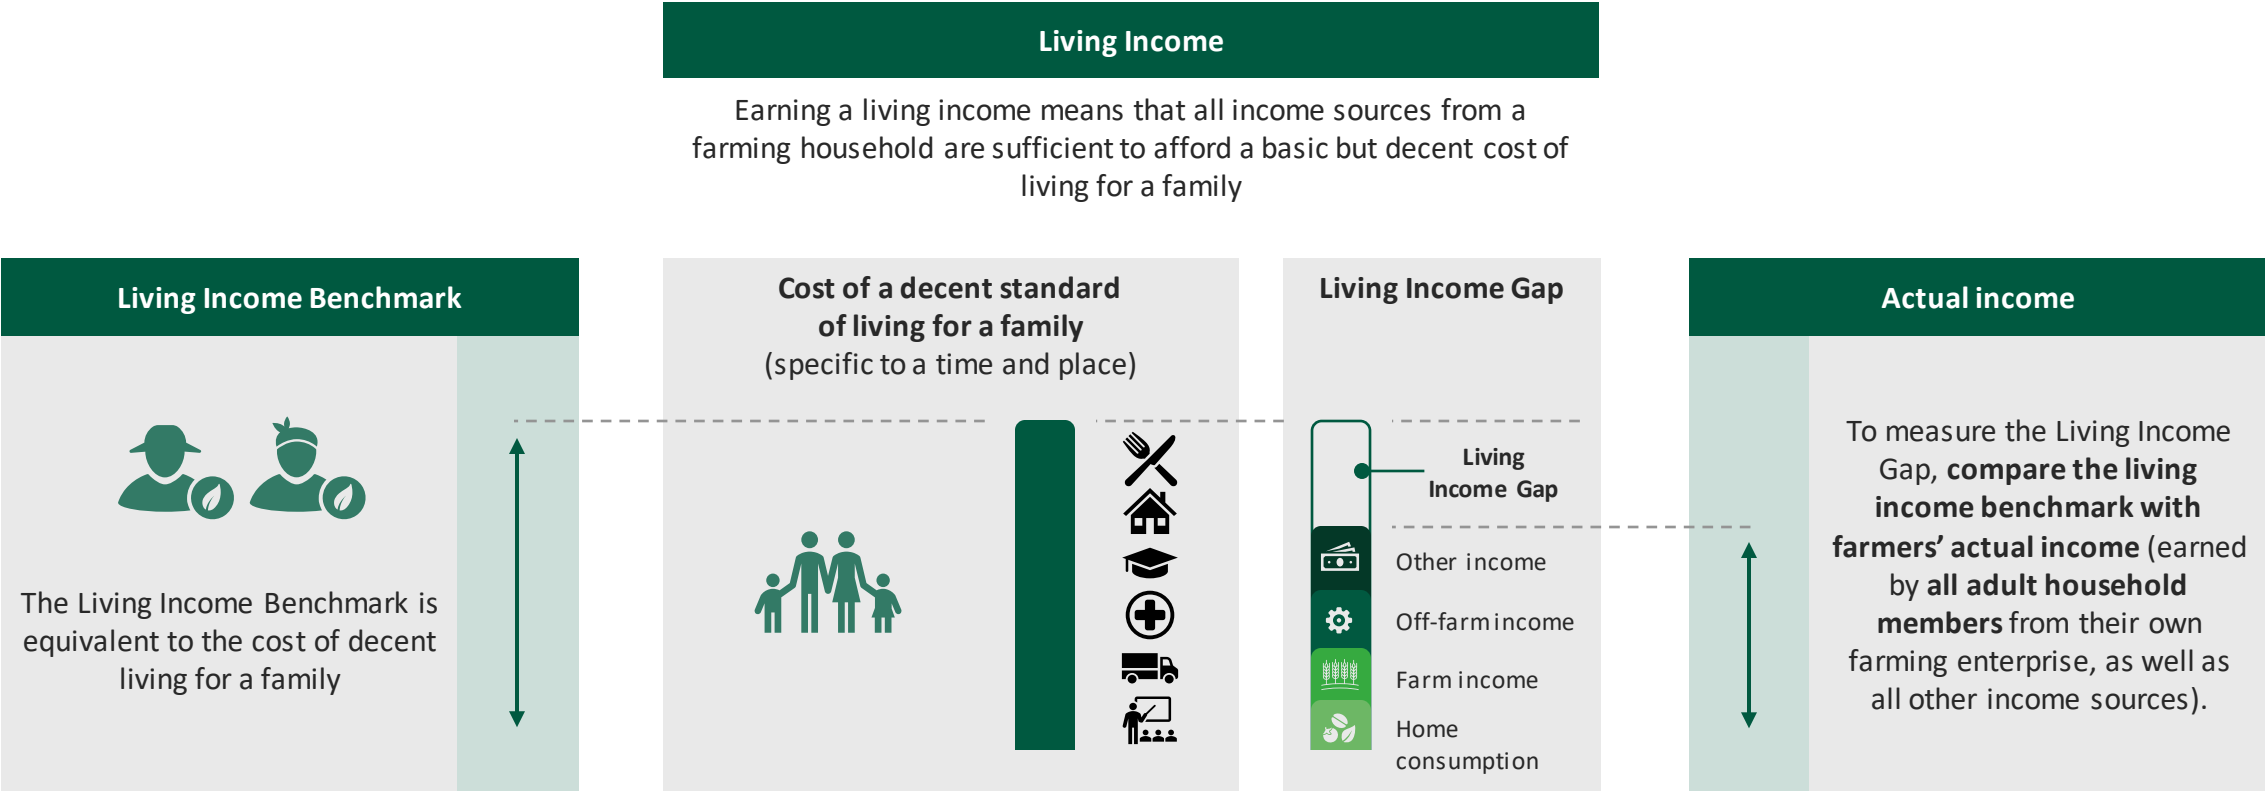 Living Income
Earning a living income means that all income sources from a
farming household are sufficient to afford a basic but decent cost of
living for a family
Living Income Benchmark
The Living Income Benchmark is
equivalent to the cost of decent
living for a family
Cost of a decent standard
of living for a family
(specific to a time and place)
Living Income Gap
Living
Income Gap
Other income
Off-farm income
Farm income
Home
consumption
Actual income
To measure the Living Income
Gap, compare the living
income benchmark with
farmers’ actual income (earned
by all adult household
members from their own
farming enterprise, as well as
all other income sources).